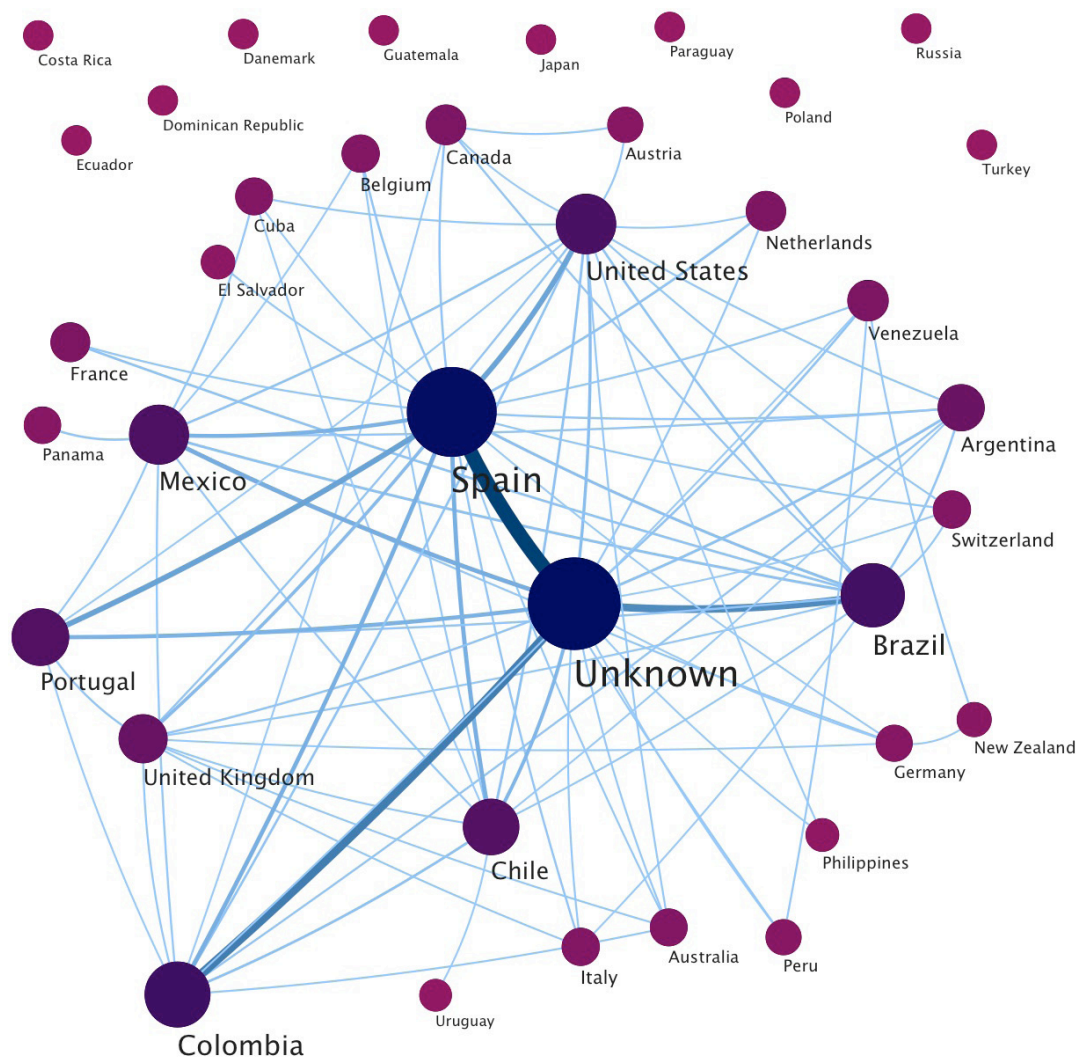 Costa Rica
Danemark
Guatemala
Japan
Paraguay
Russia
Dominican Republic
Poland
Ecuador
Turkey
Canada
Austria
Belgium
Cuba
Netherlands
United States
El Salvador
Venezuela
France
Argentina
Panama
Mexico
Spain
Switzerland
Brazil
Unknown
Portugal
New Zealand
Germany
United Kingdom
Philippines
Chile
Australia
Peru
Italy
Uruguay
Colombia